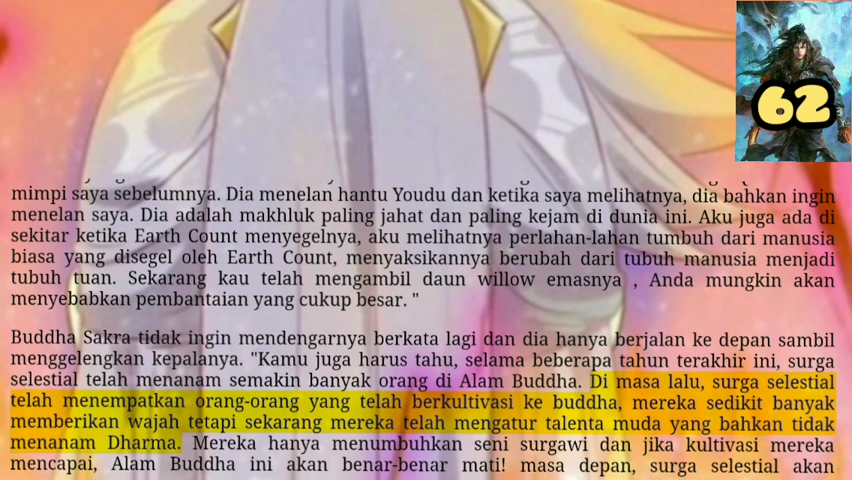 62
mimpi saya sebelumnya. Dia menelan hantu Youdu dan ketika saya melihatnya, dia bahkan ingin
menelan saya. Dia adalah makhluk paling jahat dan paling kejam di dunia ini. Aku juga ada di
sekitar ketika Earth Count menyegelnya, aku melihatnya perlahan-lahan tumbuh dari manusia
biasa yang disegel oleh Earth Count, menyaksikannya berubah dari tubuh manusia menjadi
tubuh tuan. Sekarang kau telah mengambil daun willow emasnya , Anda mungkin akan
menyebabkan pembantaian yang cukup besar. "
Buddha Sakra tidak ingin mendengarnya berkata lagi dan dia hanya berjalan ke depan sambil
menggelengkan kepalanya. "Kamu juga harus tahu, selama beberapa tahun terakhir ini, surga
selestial telah menanam semakin banyak orang di Alam Buddha. Di masa lalu, surga selestial
telah menempatkan orang-orang yang telah berkultivasi ke buddha, mereka sedikit banyak
memberikan wajah tetapi sekarang mereka telah mengatur talenta muda yang bahkan tidak
menanam Dharma. Mereka hanya menumbuhkan seni surgawi dan jika kultivasi mereka
mencapai, Alam Buddha ini akan benar-benar mati! masa depan, surga selestial akan